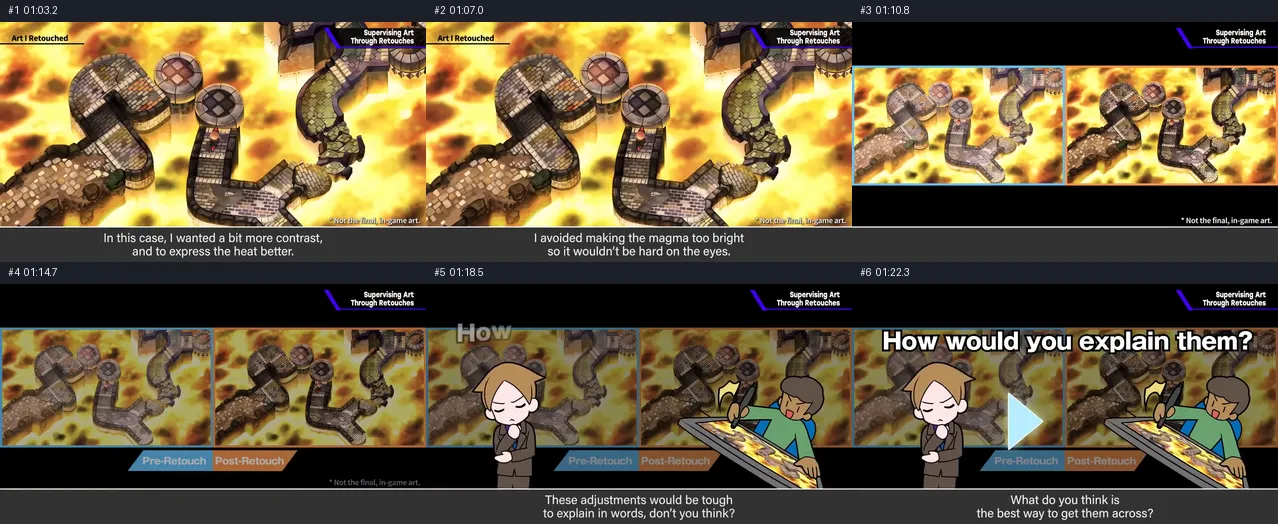 #1 01:03.2
Art I Retouched
Supervising Art
Through Retouches
* Not the final, in-game art.
In this case, I wanted a bit more contrast,
and to express the heat better.
#2 01:07.0
Art I Retouched
Supervising Art
Through Retouches
* Not the final, in-game art.
I avoided making the magma too bright
so it wouldn't be hard on the eyes.
#3 01:10.8
Supervising Art
Through Retouches
* Not the final, in-game art.
#4 01:14.7
Supervising Art
Through Retouches
Pre-Retouch Post-Retouch
* Not the final, in-game art.
#5 01:18.5
Supervising Art
Through Retouches
How
Pre-Retouch Post-Retouch
These adjustments would be tough
to explain in words, don't you think?
#6 01:22.3
Supervising Art
Through Retouches
How would you explain them?
Pre-Retouch Post-Retouch
What do you think is
the best way to get them across?